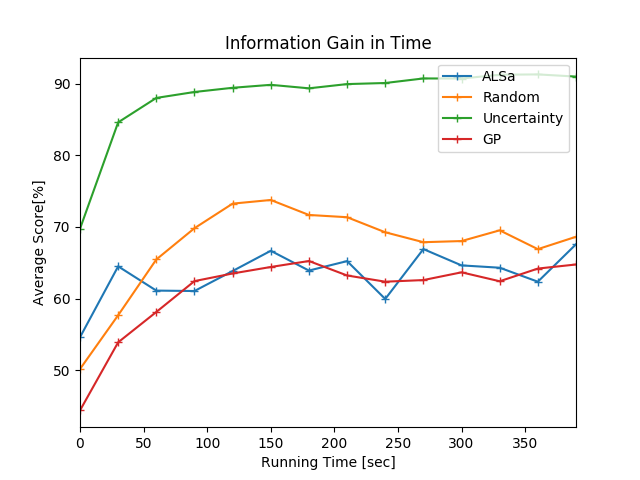 Information Gain in Time
ALSa
Random
Uncertainty
GP
Average Score[%]
90
80
70
60
50
0
50
100
150
200
250
300
350
Running Time [sec]